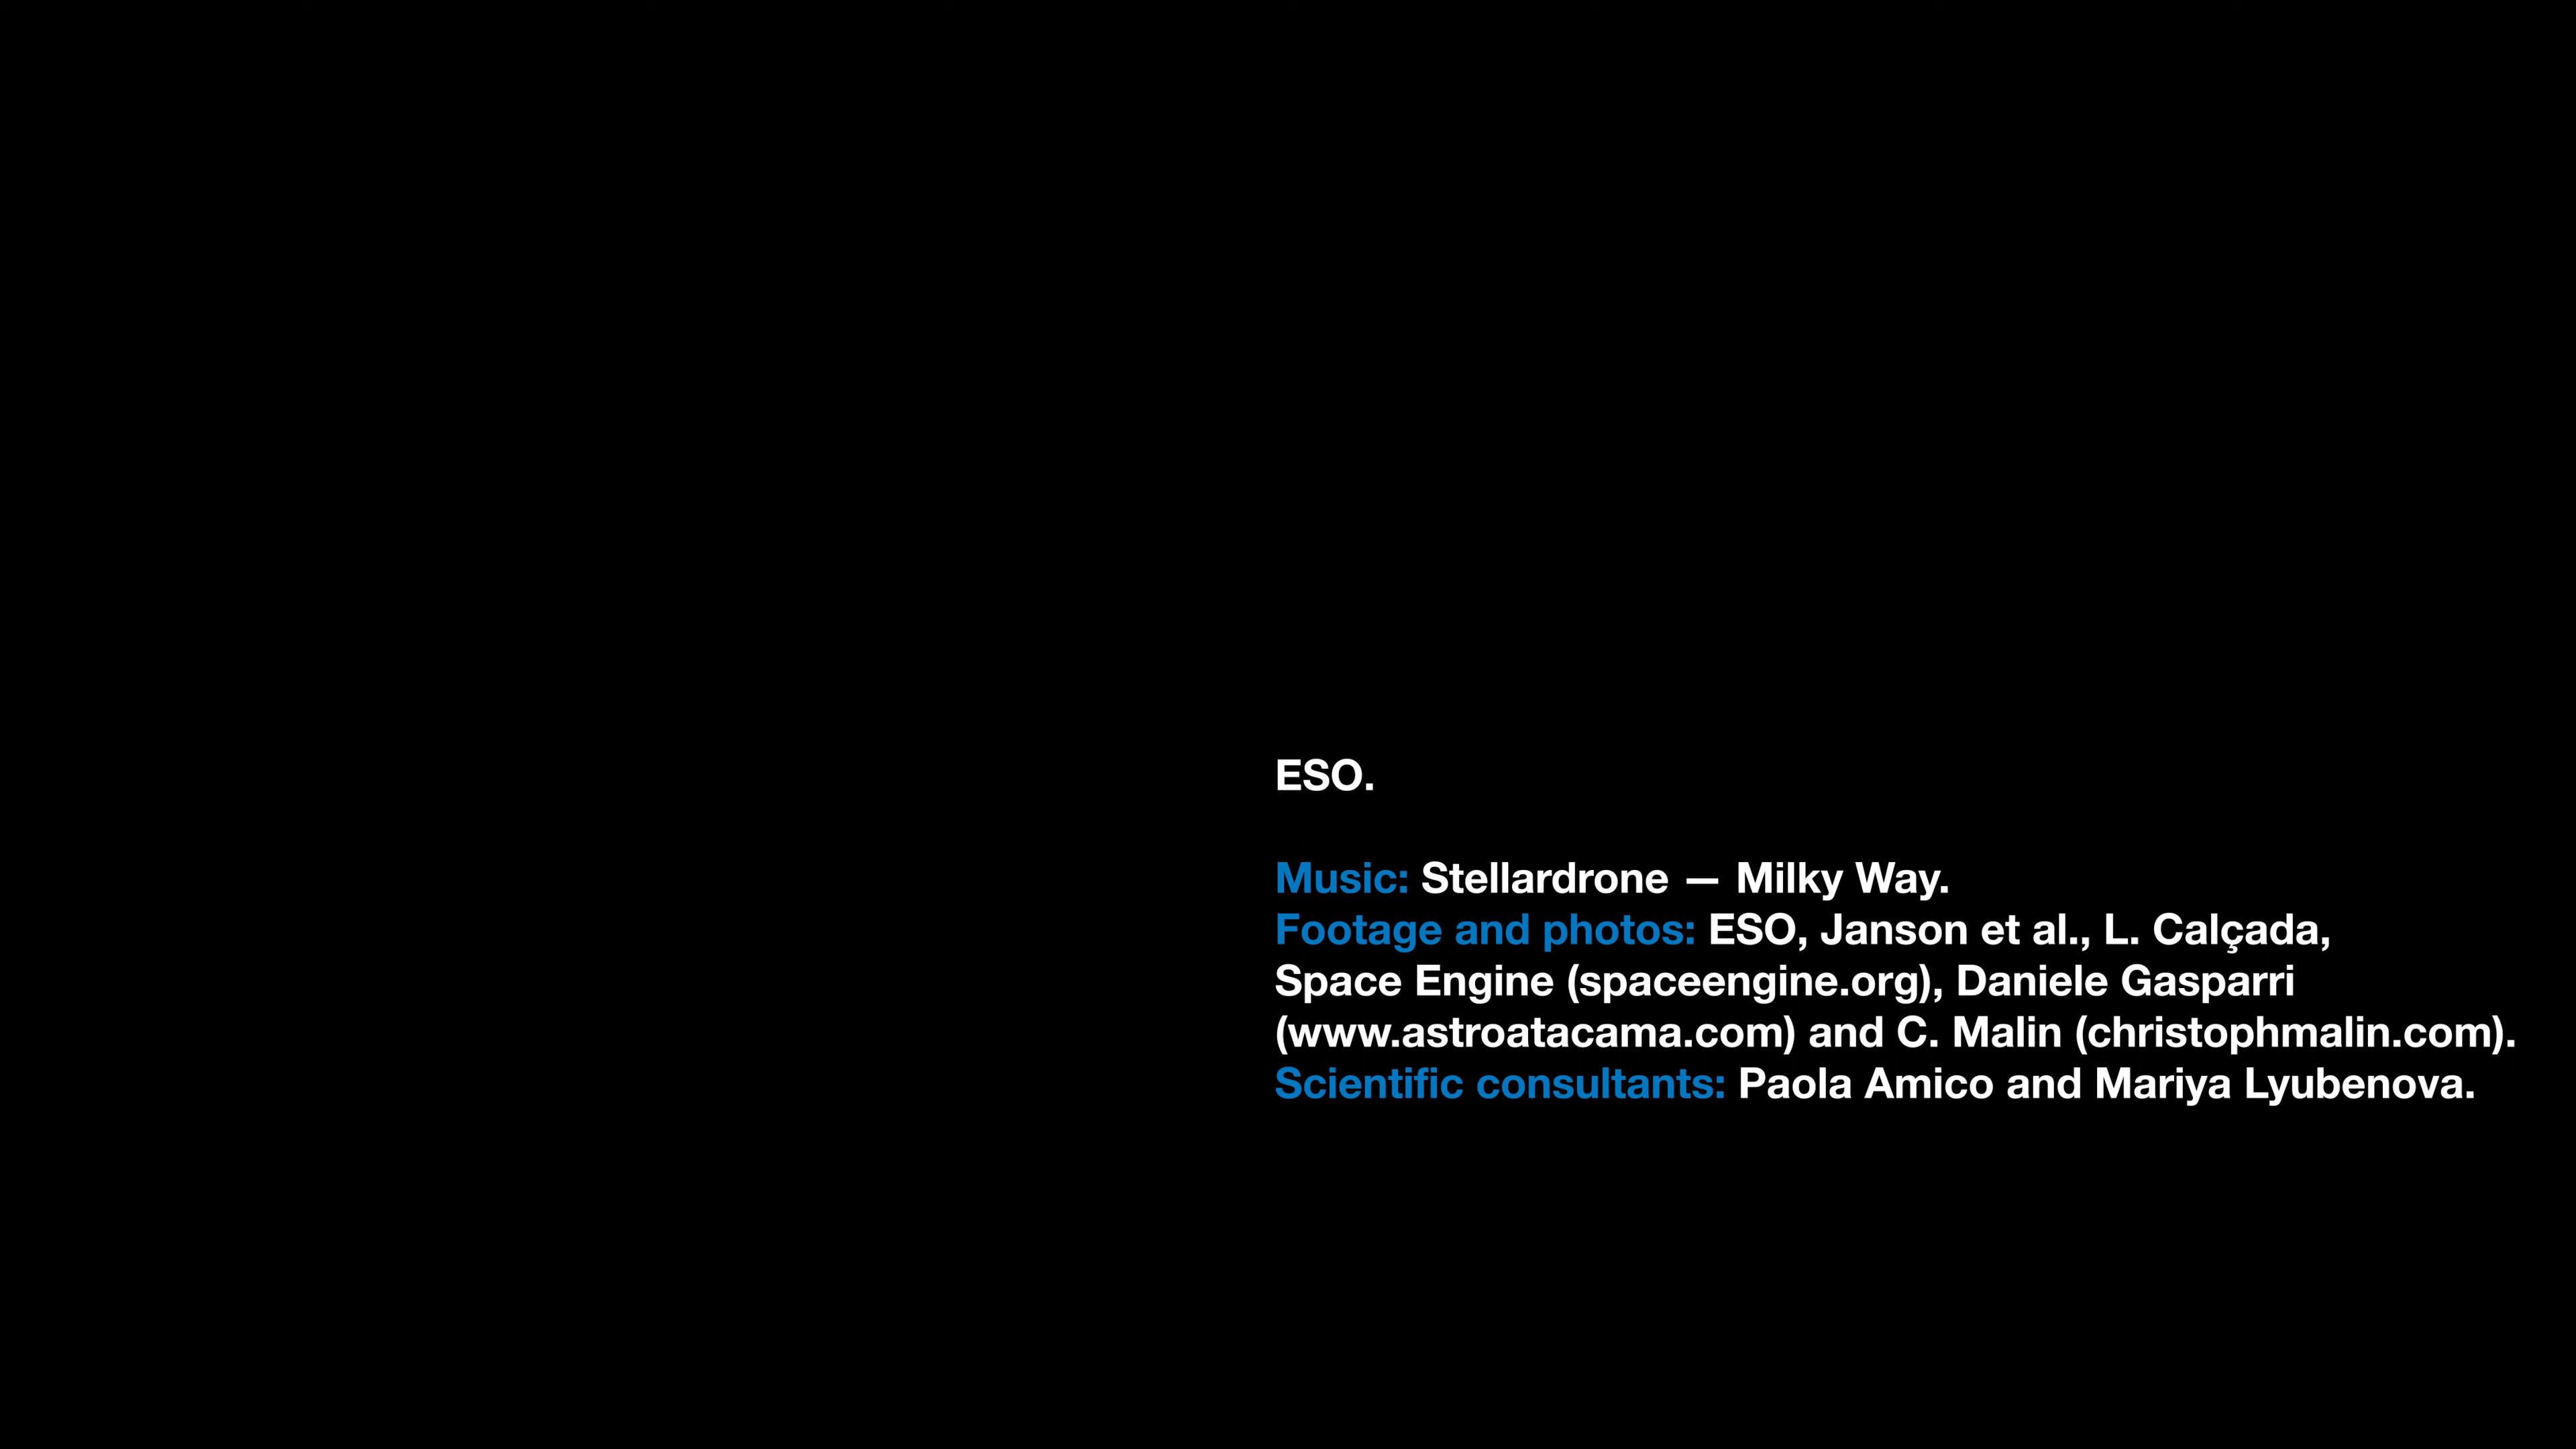 ESO.
Music: Stellardrone — Milky Way.
Footage and photos: ESO, Janson et al., L. Calçada,
Space Engine (spaceengine.org), Daniele Gasparri
(www.astroatacama.com) and C. Malin (christophmalin.com).
Scientific consultants: Paola Amico and Mariya Lyubenova.